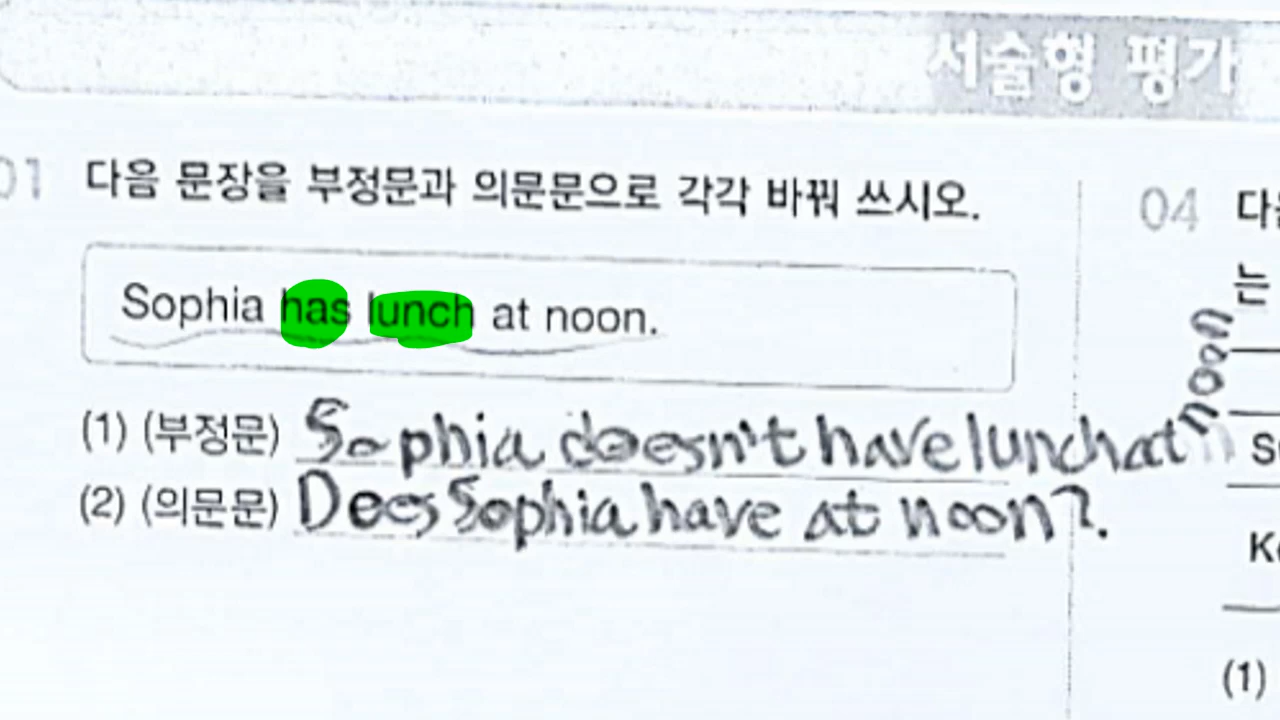 서술형 평가
01 다음 문장을 부정문과 의문문으로 각각 바꿔 쓰시오.
Sophia has lunch at noon.
(1) (부정문) Sophia doesn't have lunch at noon
(2) (의문문) Does Sophia have at noon?.
04 다음
는
(1)